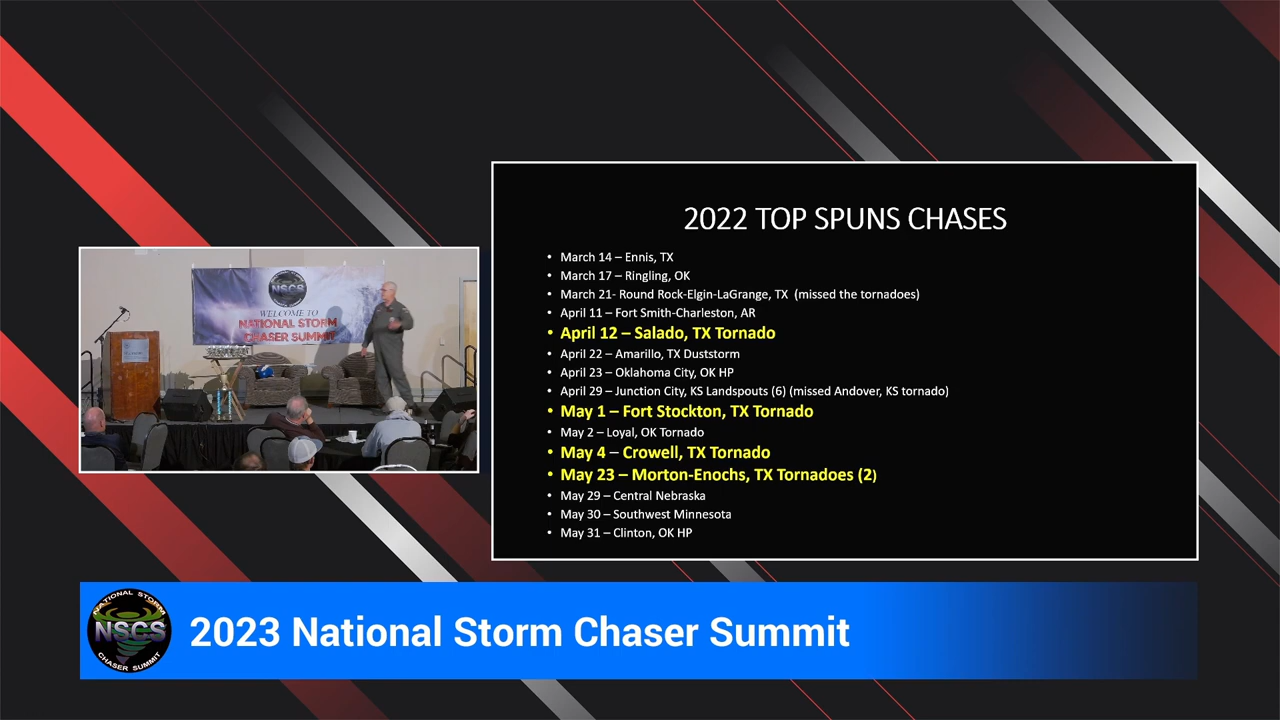 2022 TOP SPUNS CHASES
• March 14 – Ennis, TX
• March 17 – Ringling, OK
• March 21- Round Rock-Elgin-LaGrange, TX (missed the tornadoes)
• April 11 – Fort Smith-Charleston, AR
• April 12 – Salado, TX Tornado
• April 22 – Amarillo, TX Duststorm
• April 23 – Oklahoma City, OK HP
• April 29 – Junction City, KS Landspouts (6) (missed Andover, KS tornado)
• May 1 – Fort Stockton, TX Tornado
• May 2 – Loyal, OK Tornado
• May 4 – Crowell, TX Tornado
• May 23 – Morton-Enochs, TX Tornadoes (2)
• May 29 – Central Nebraska
• May 30 – Southwest Minnesota
• May 31 – Clinton, OK HP
NSCS
WELCOME TO
NATIONAL STORM
CHASER SUMMIT
NATIONAL STORM
NSCS
CHASER SUMMIT
2023 National Storm Chaser Summit